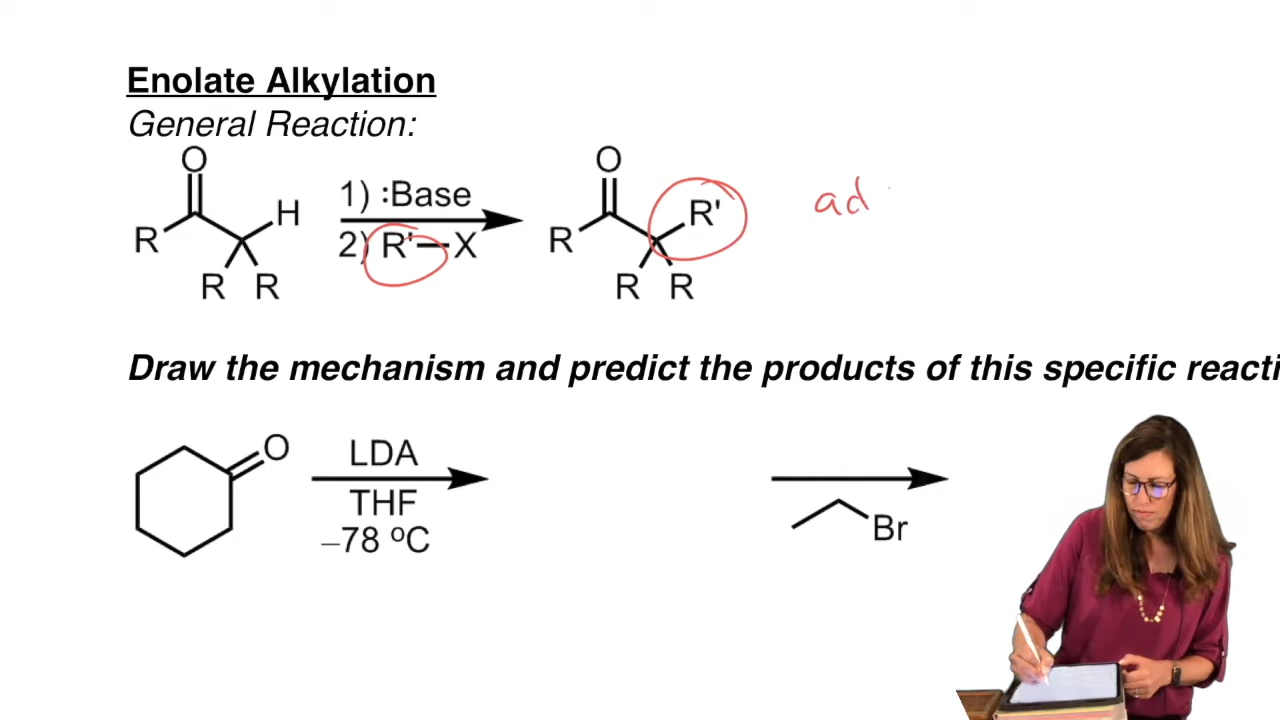 Enolate Alkylation
General Reaction:
O
H
R
R R
1) :Base
2) R'—X
O
R'
R
R R
ad
Draw the mechanism and predict the products of this specific reacti
O
LDA
THF
–78 ºC
Br